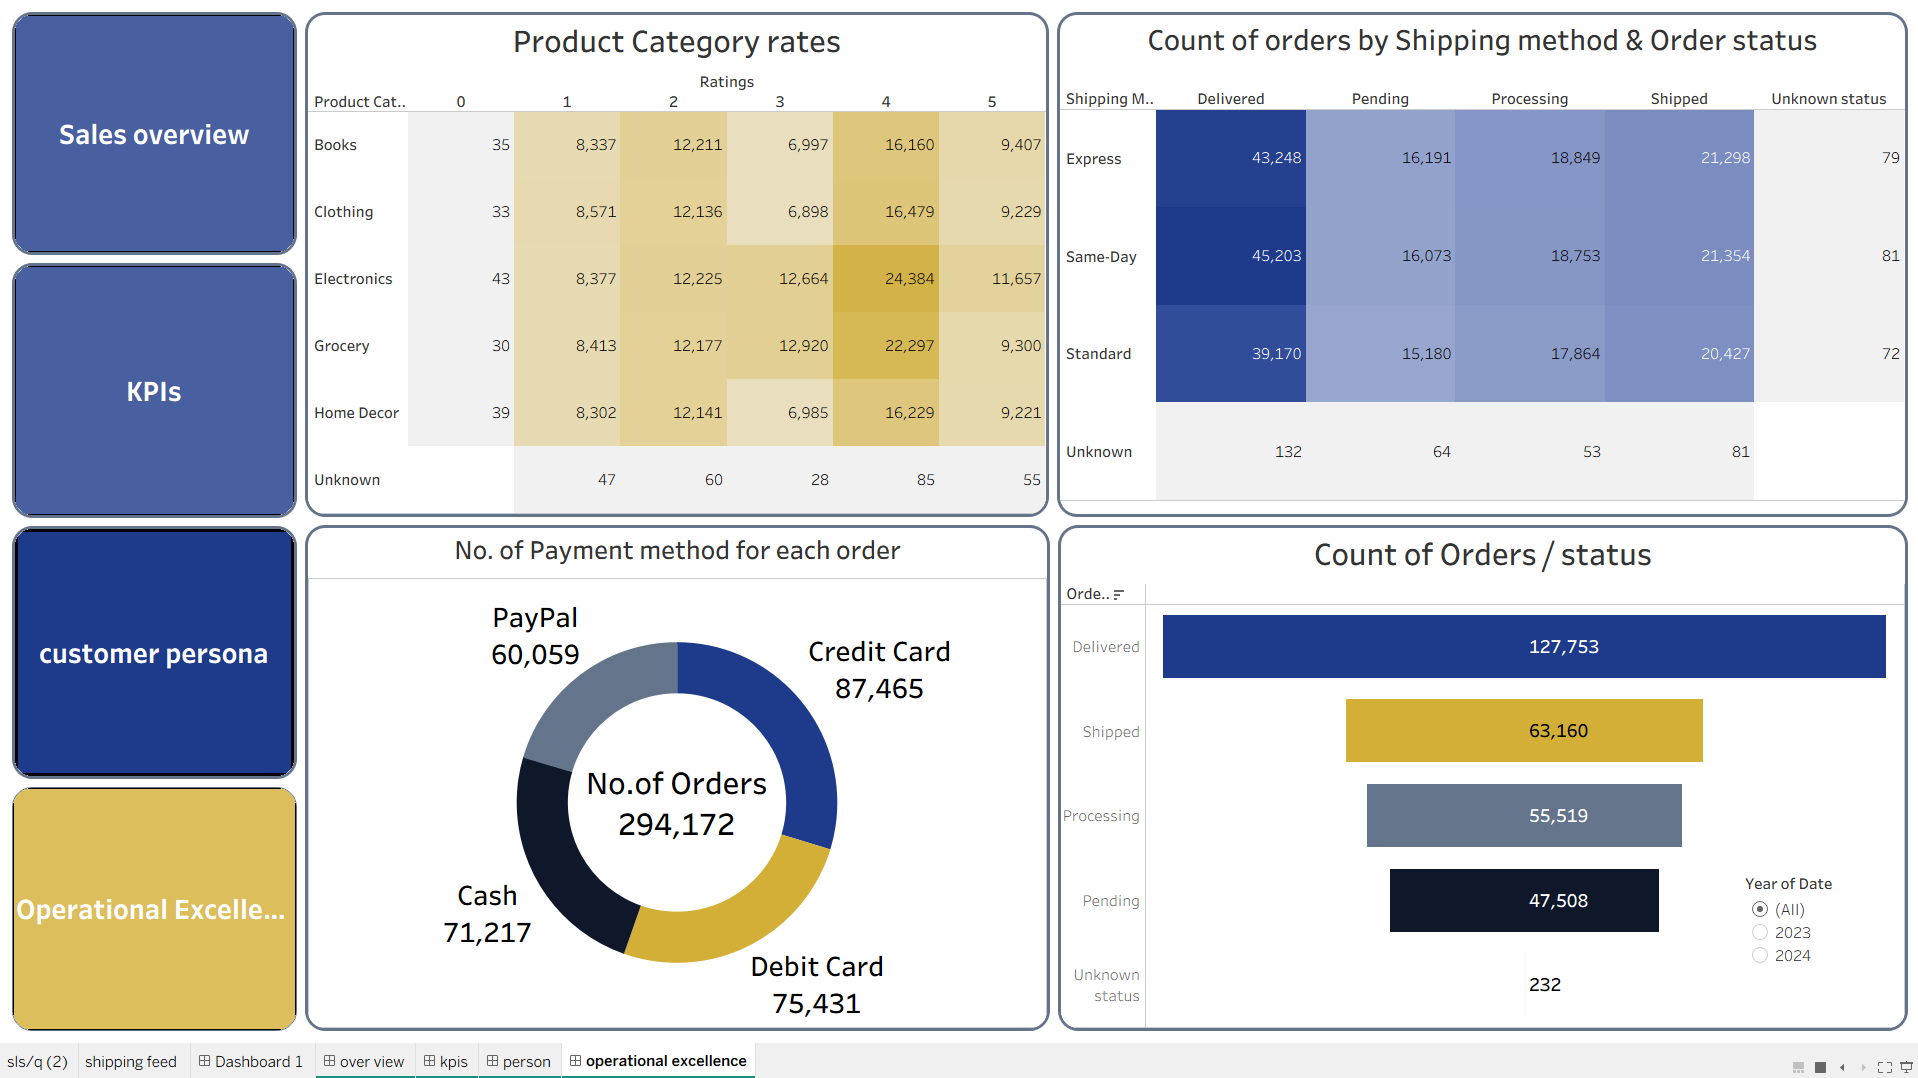 Sales overview
KPIs
customer persona
Operational Excelle...
Product Category rates
Ratings
Product Cat.. 0 1 2 3 4 5
Books 35 8,337 12,211 6,997 16,160 9,407
Clothing 33 8,571 12,136 6,898 16,479 9,229
Electronics 43 8,377 12,225 12,664 24,384 11,657
Grocery 30 8,413 12,177 12,920 22,297 9,300
Home Decor 39 8,302 12,141 6,985 16,229 9,221
Unknown 47 60 28 85 55
Count of orders by Shipping method & Order status
Shipping M.. Delivered Pending Processing Shipped Unknown status
Express 43,248 16,191 18,849 21,298 79
Same-Day 45,203 16,073 18,753 21,354 81
Standard 39,170 15,180 17,864 20,427 72
Unknown 132 64 53 81
No. of Payment method for each order
PayPal
60,059
Credit Card
87,465
No.of Orders
294,172
Cash
71,217
Debit Card
75,431
Count of Orders / status
Orde..
Delivered 127,753
Shipped 63,160
Processing 55,519
Pending 47,508
Unknown
status
232
Year of Date
(All)
2023
2024
sls/q (2) shipping feed Dashboard 1 over view kpis person operational excellence